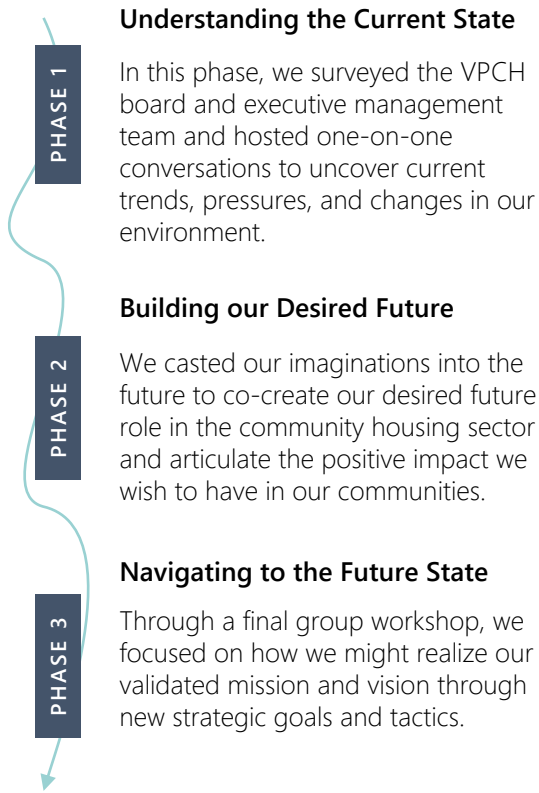 Understanding the Current State
PHASE 1
In this phase, we surveyed the VPCH
board and executive management
team and hosted one-on-one
conversations to uncover current
trends, pressures, and changes in our
environment.
Building our Desired Future
PHASE 2
We casted our imaginations into the
future to co-create our desired future
role in the community housing sector
and articulate the positive impact we
wish to have in our communities.
Navigating to the Future State
PHASE 3
Through a final group workshop, we
focused on how we might realize our
validated mission and vision through
new strategic goals and tactics.